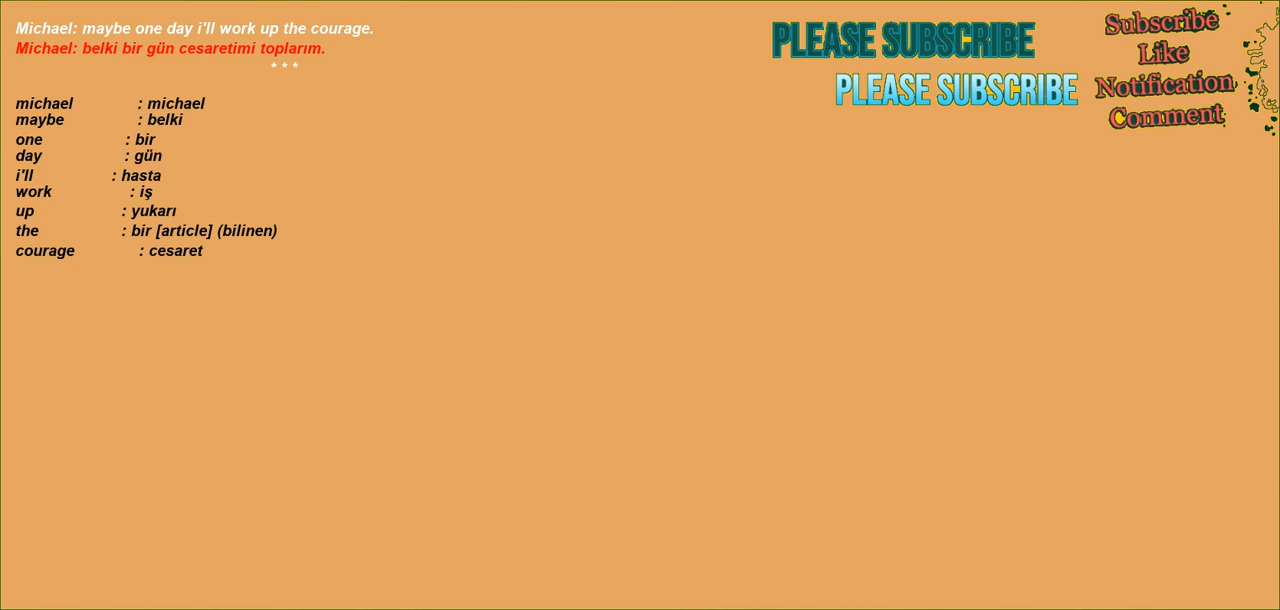 Michael: maybe one day i'll work up the courage.
Michael: belki bir gün cesaretimi toplarım.
* * *
michael : michael
maybe : belki
one : bir
day : gün
i'll : hasta
work : iş
up : yukarı
the : bir [article] (bilinen)
courage : cesaret
PLEASE SUBSCRIBE
PLEASE SUBSCRIBE
Subscribe
Like
Notification
Comment